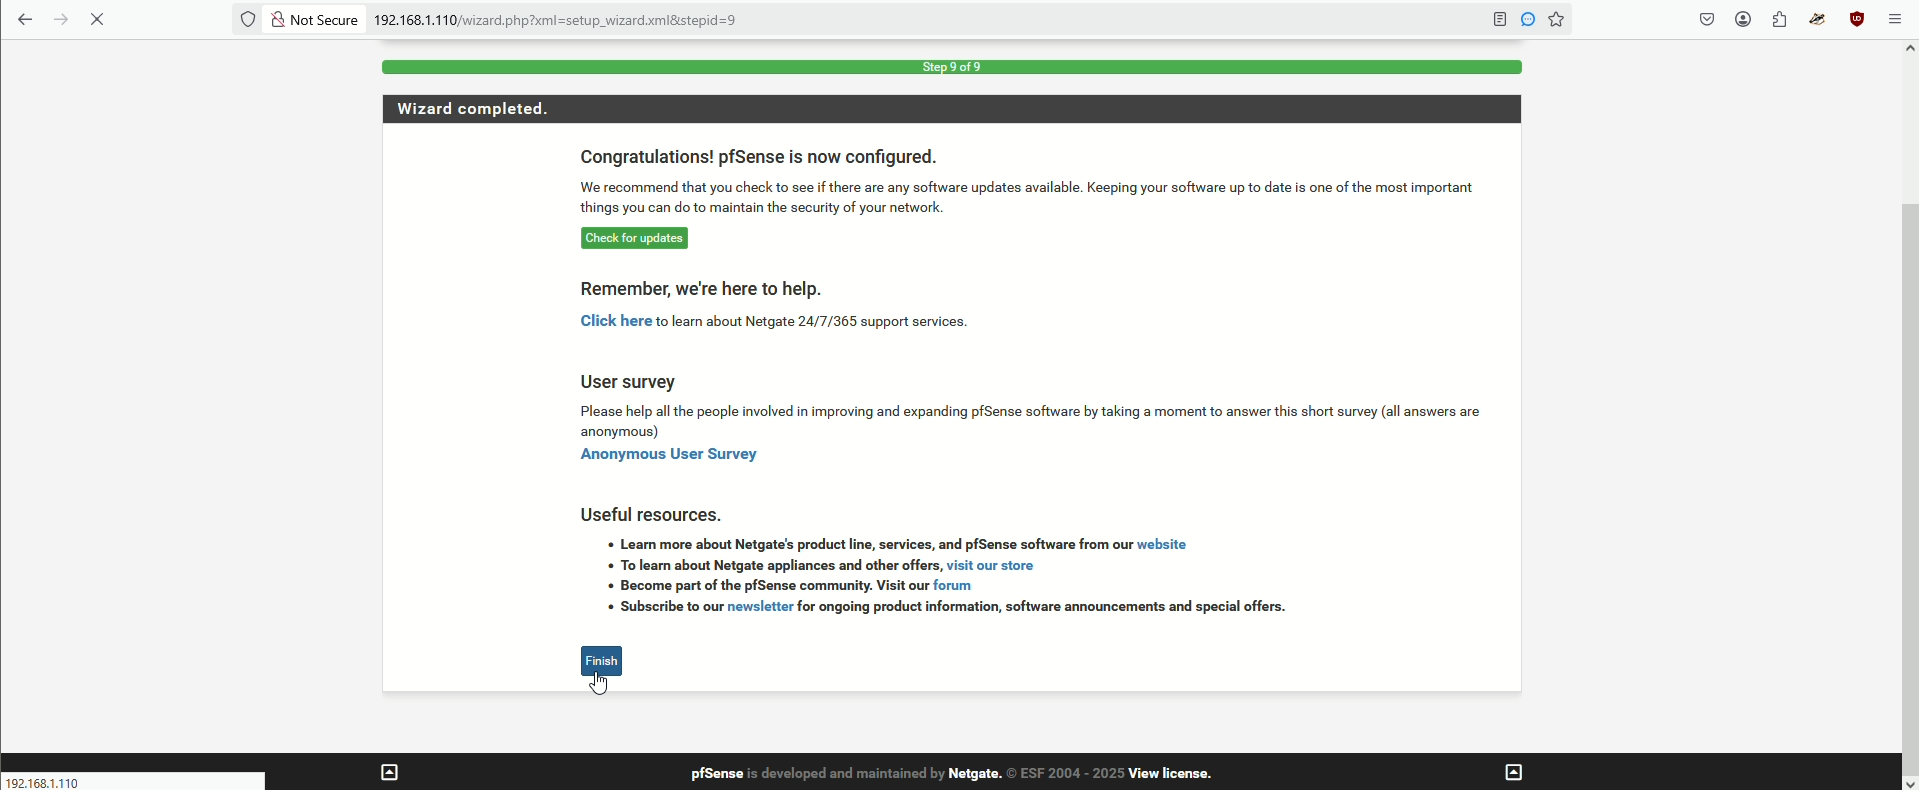 Not Secure 192.168.1.110/wizard.php?xml=setup_wizard.xml&stepid=9
Step 9 of 9
Wizard completed.
Congratulations! pfSense is now configured.
We recommend that you check to see if there are any software updates available. Keeping your software up to date is one of the most important
things you can do to maintain the security of your network.
Check for updates
Remember, we're here to help.
Click here to learn about Netgate 24/7/365 support services.
User survey
Please help all the people involved in improving and expanding pfSense software by taking a moment to answer this short survey (all answers are
anonymous)
Anonymous User Survey
Useful resources.
• Learn more about Netgate's product line, services, and pfSense software from our website
• To learn about Netgate appliances and other offers, visit our store
• Become part of the pfSense community. Visit our forum
• Subscribe to our newsletter for ongoing product information, software announcements and special offers.
Finish
pfSense is developed and maintained by Netgate. © ESF 2004 - 2025 View license.
192.168.1.110